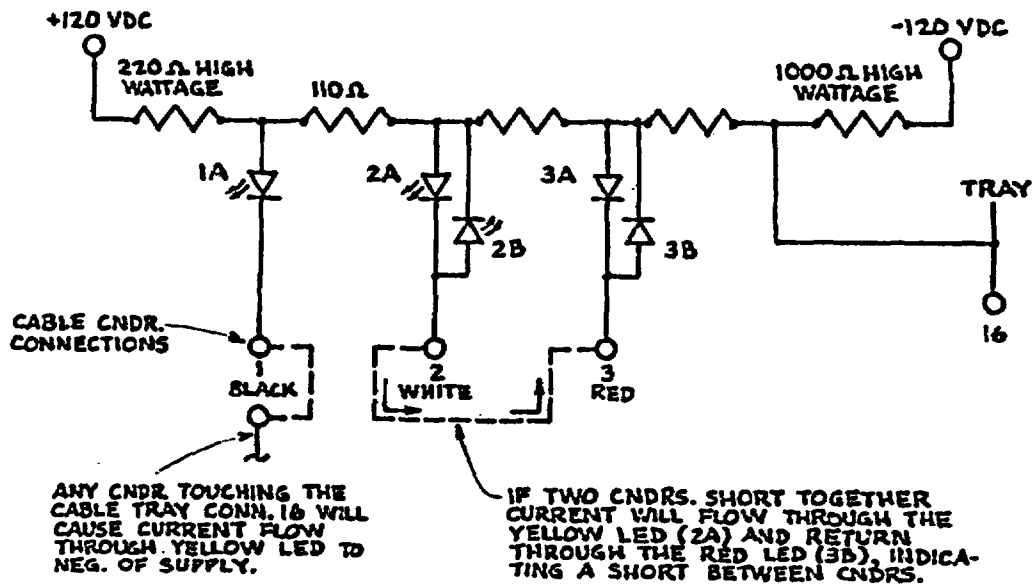 +120 VDC
-120 VDC
220Ω HIGH
WATTAGE
110Ω
1000Ω HIGH
WATTAGE
1A
2A
2B
3A
3B
TRAY
16
CABLE CNDR.
CONNECTIONS
1
BLACK
2
WHITE
3
RED
ANY CNDR TOUCHING THE
CABLE TRAY CONN. 16 WILL
CAUSE CURRENT FLOW
THROUGH YELLOW LED TO
NEG. OF SUPPLY.
IF TWO CNDRS. SHORT TOGETHER
CURRENT WILL FLOW THROUGH THE
YELLOW LED (2A) AND RETURN
THROUGH THE RED LED (3B), INDICA-
TING A SHORT BETWEEN CNDRS.